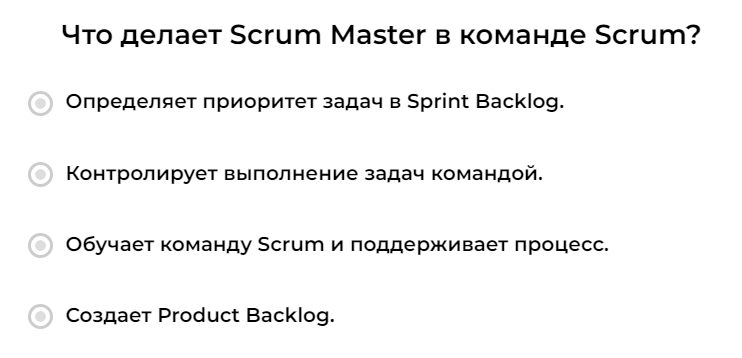 Что делает Scrum Master в команде Scrum?
Определяет приоритет задач в Sprint Backlog.
Контролирует выполнение задач командой.
Обучает команду Scrum и поддерживает процесс.
Создает Product Backlog.